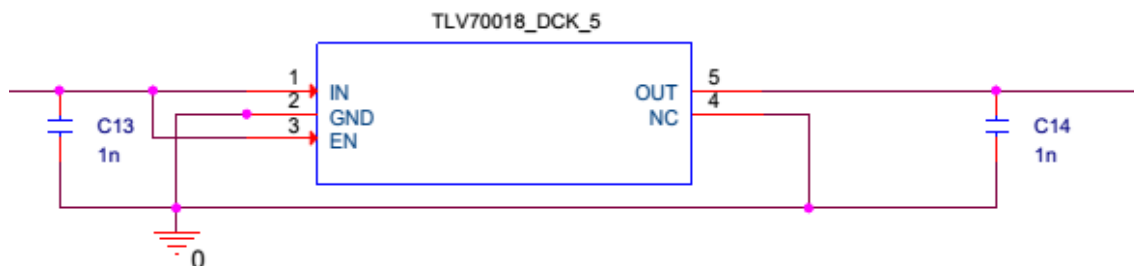 TLV70018_DCK_5
1
IN
OUT
5
2
GND
NC
4
3
EN
C13
1n
C14
1n
0